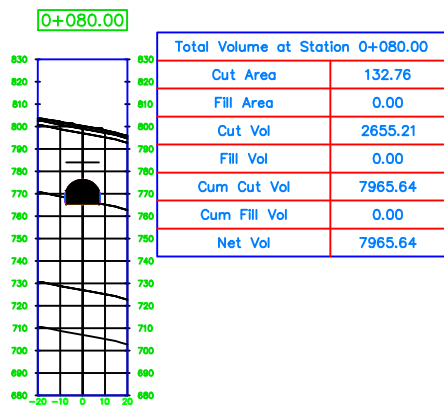 0+080.00
Total Volume at Station 0+080.00
Cut Area 132.76
Fill Area 0.00
Cut Vol 2655.21
Fill Vol 0.00
Cum Cut Vol 7965.64
Cum Fill Vol 0.00
Net Vol 7965.64
830 830
820 820
810 810
800 800
790 790
780 780
770 770
760 760
750 750
740 740
730 730
720 720
710 710
700 700
690 690
680 680
-20 -10 0 10 20